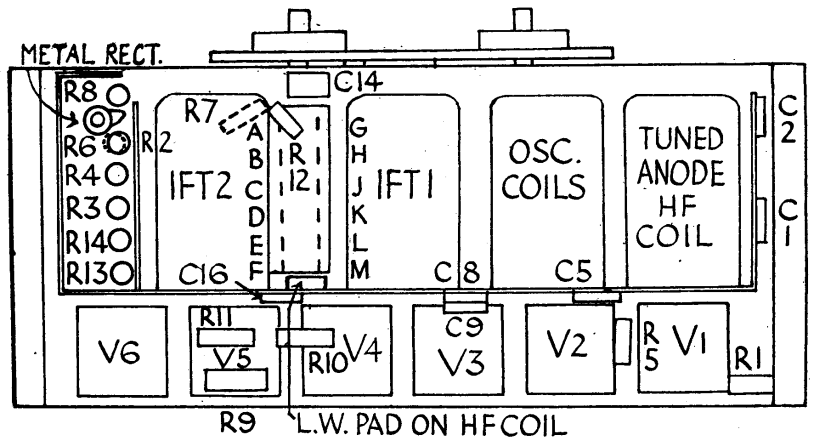 METAL RECT.
C14
R8
R7
R6
R2
R4
R3
R14
R13
IFT2
A
B
C
D
E
F
R
12
G
H
J
K
L
M
IFT1
OSC.
COILS
TUNED
ANODE
HF
COIL
C
2
C
1
C16
C8
C5
V6
R11
V5
R10
V4
C9
V3
V2
R
5
V1
R1
R9
L.W. PAD ON HF COIL